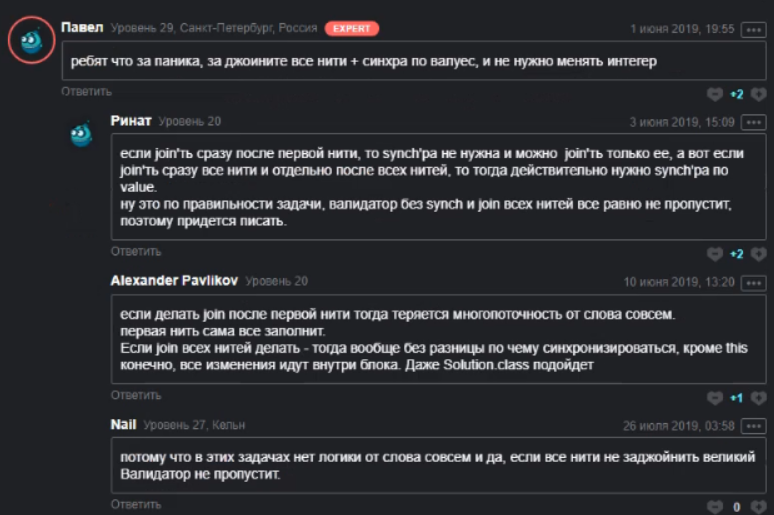 Павел Уровень 29, Санкт-Петербург, Россия EXPERT 1 июня 2019, 19:55
ребят что за паника, за джоините все нити + синхра по валуес, и не нужно менять интегер
Ответить +2
Ринат Уровень 20 3 июня 2019, 15:09
если join'ть сразу после первой нити, то synch'ра не нужна и можно join'ть только ее, а вот если
join'ть сразу все нити и отдельно после всех нитей, то тогда действительно нужно synch'ра по
value.
ну это по правильности задачи, валидатор без synch и join всех нитей все равно не пропустит,
поэтому придется писать.
Ответить +2
Alexander Pavlikov Уровень 20 10 июня 2019, 13:20
если делать join после первой нити тогда теряется многопоточность от слова совсем.
первая нить сама все заполнит.
Если join всех нитей делать - тогда вообще без разницы по чему синхронизироваться, кроме this
конечно, все изменения идут внутри блока. Даже Solution.class подойдет
Ответить +1
Nail Уровень 27, Кельн 26 июля 2019, 03:58
потому что в этих задачах нет логики от слова совсем и да, если все нити не заджойнить великий
Валидатор не пропустит.
Ответить 0